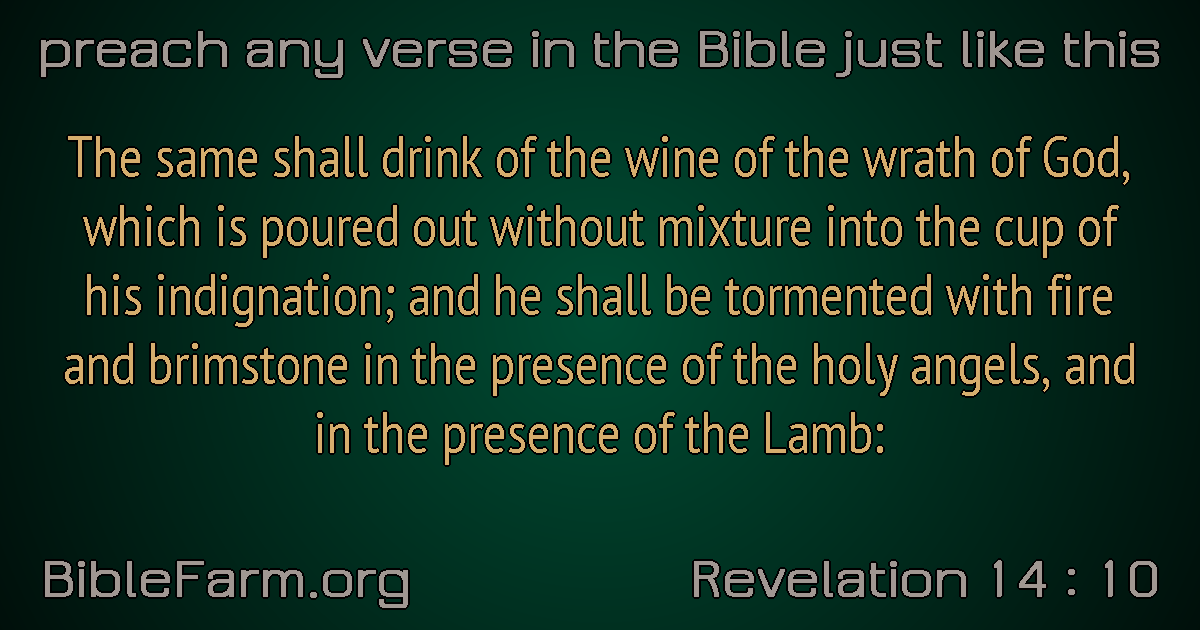 preach any verse in the Bible just like this
The same shall drink of the wine of the wrath of God,
which is poured out without mixture into the cup of
his indignation; and he shall be tormented with fire
and brimstone in the presence of the holy angels, and
in the presence of the Lamb:
BibleFarm.org
Revelation 14 : 10